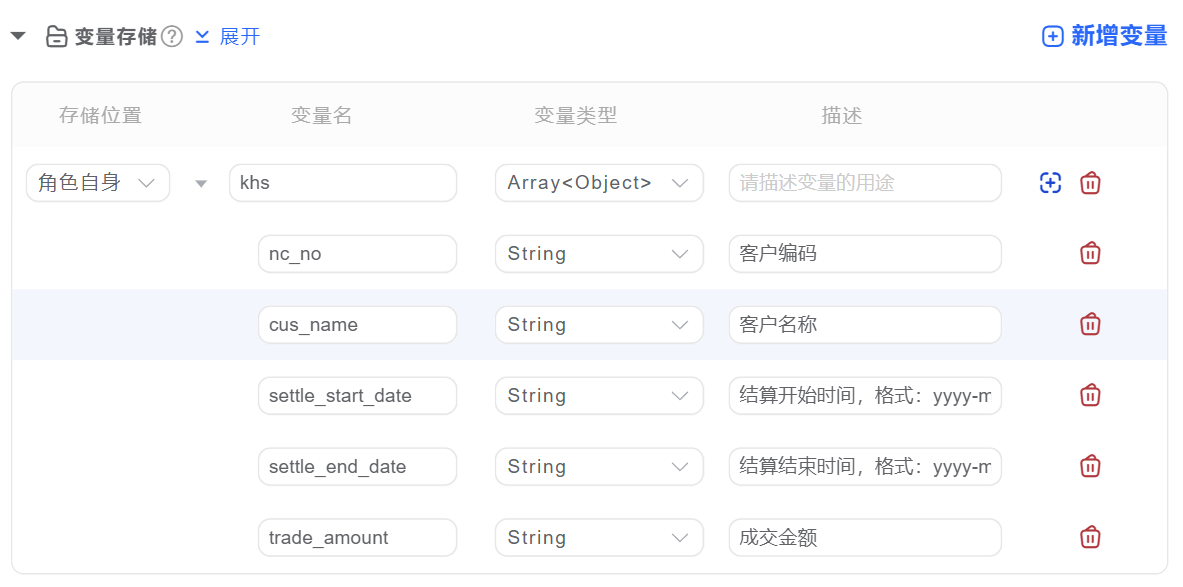 变量存储 ? 展开 新增变量
存储位置 变量名 变量类型 描述
角色自身 khs Array<Object> 请描述变量的用途
nc_no String 客户编码
cus_name String 客户名称
settle_start_date String 结算开始时间，格式：yyyy-m
settle_end_date String 结算结束时间，格式：yyyy-m
trade_amount String 成交金额